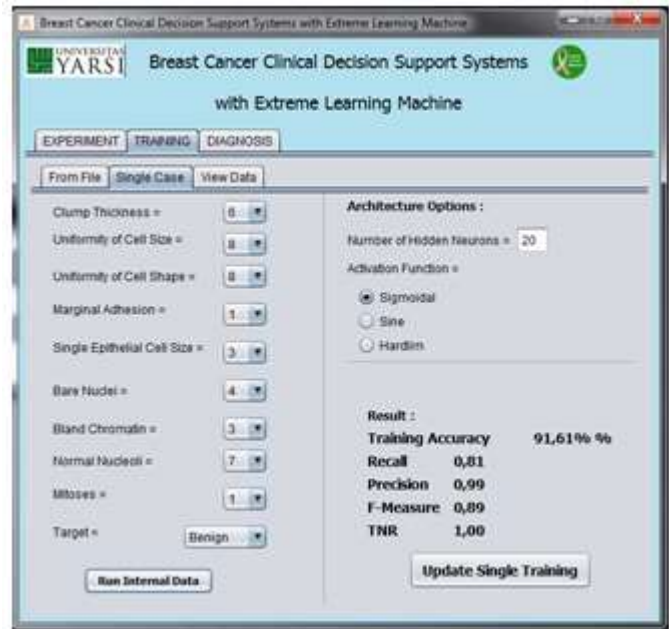 Breast Cancer Clinical Decision Support Systems with Extreme Learning Machine
UNIVERSITAS
YARSI
Breast Cancer Clinical Decision Support Systems
with Extreme Learning Machine
EXPERIMENT TRAINING DIAGNOSIS
From File Single Case View Data
Clump Thickness = 6
Uniformity of Cell Size = 8
Uniformity of Cell Shape = 8
Marginal Adhesion = 1
Single Epithelial Cell Size = 3
Bare Nuclei = 4
Bland Chromatin = 3
Normal Nucleoli = 7
Mitoses = 1
Target = Benign
Run Internal Data
Architecture Options :
Number of Hidden Neurons = 20
Activation Function =
Sigmoidal
Sine
Hardlim
Result :
Training Accuracy 91,61% %
Recall 0,81
Precision 0,99
F-Measure 0,89
TNR 1,00
Update Single Training